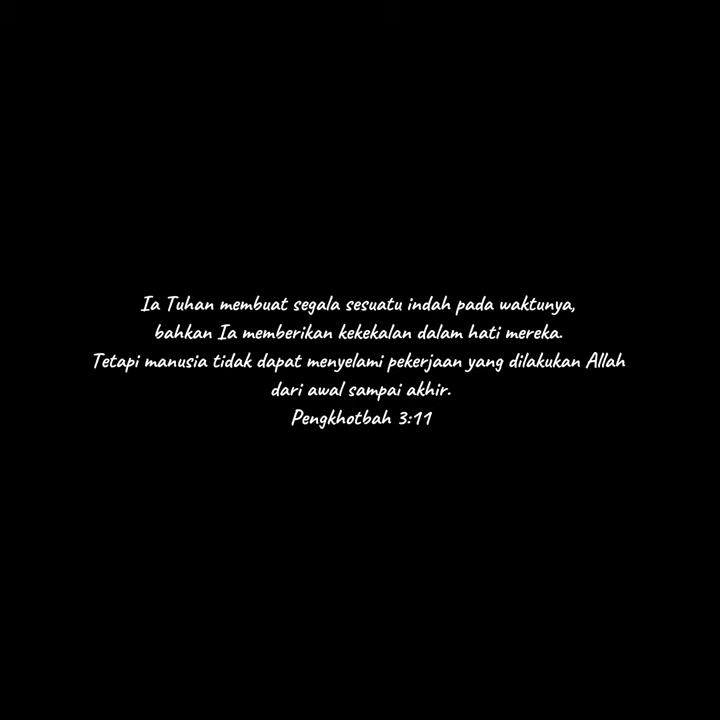 Ia Tuhan membuat segala sesuatu indah pada waktunya,
bahkan Ia memberikan kekekalan dalam hati mereka.
Tetapi manusia tidak dapat menyelami pekerjaan yang dilakukan Allah
dari awal sampai akhir.
Pengkhotbah 3:11